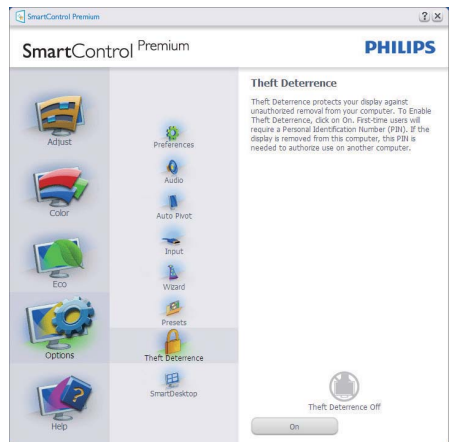 SmartControl Premium
? x
SmartControl Premium
PHILIPS
Adjust
Color
Eco
Options
Help
Preferences
Audio
Auto Pivot
Input
Wizard
Presets
Theft Deterrence
SmartDesktop
Theft Deterrence
Theft Deterrence protects your display against
unauthorized removal from your computer. To Enable
Theft Deterrence, click on On. First-time users will
require a Personal Identification Number (PIN). If the
display is removed from this computer, this PIN is
needed to authorize use on another computer.
Theft Deterrence Off
On